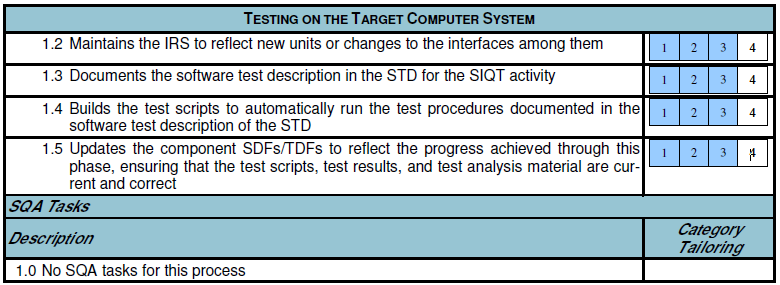 TESTING ON THE TARGET COMPUTER SYSTEM
1.2 Maintains the IRS to reflect new units or changes to the interfaces among them
1 2 3 4
1.3 Documents the software test description in the STD for the SIQT activity
1 2 3 4
1.4 Builds the test scripts to automatically run the test procedures documented in the
software test description of the STD
1 2 3 4
1.5 Updates the component SDFs/TDFs to reflect the progress achieved through this
phase, ensuring that the test scripts, test results, and test analysis material are cur-
rent and correct
1 2 3 4
SQA Tasks
Description
Category
Tailoring
1.0 No SQA tasks for this process